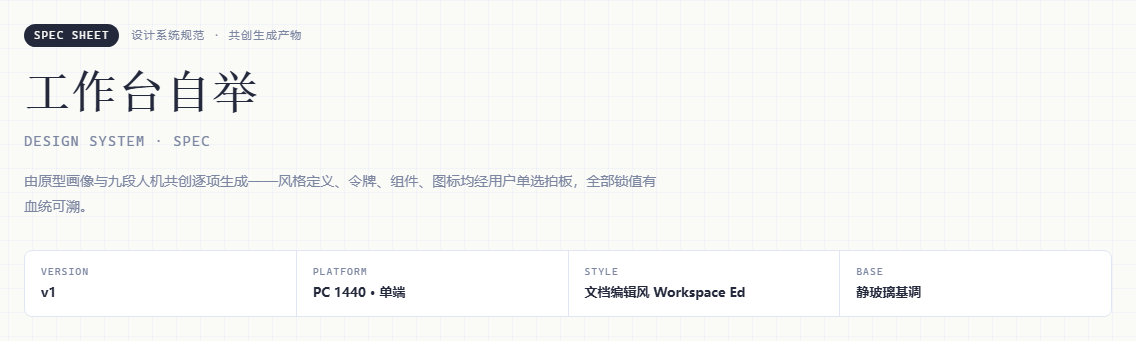 SPEC SHEET 设计系统规范 · 共创生成产物
工作台自举
DESIGN SYSTEM · SPEC
由原型画像与九段人机共创逐项生成——风格定义、令牌、组件、图标均经用户单选拍板，全部锁值有
血统可溯。
VERSION
v1
PLATFORM
PC 1440 • 单端
STYLE
文档编辑风 Workspace Ed
BASE
静玻璃基调